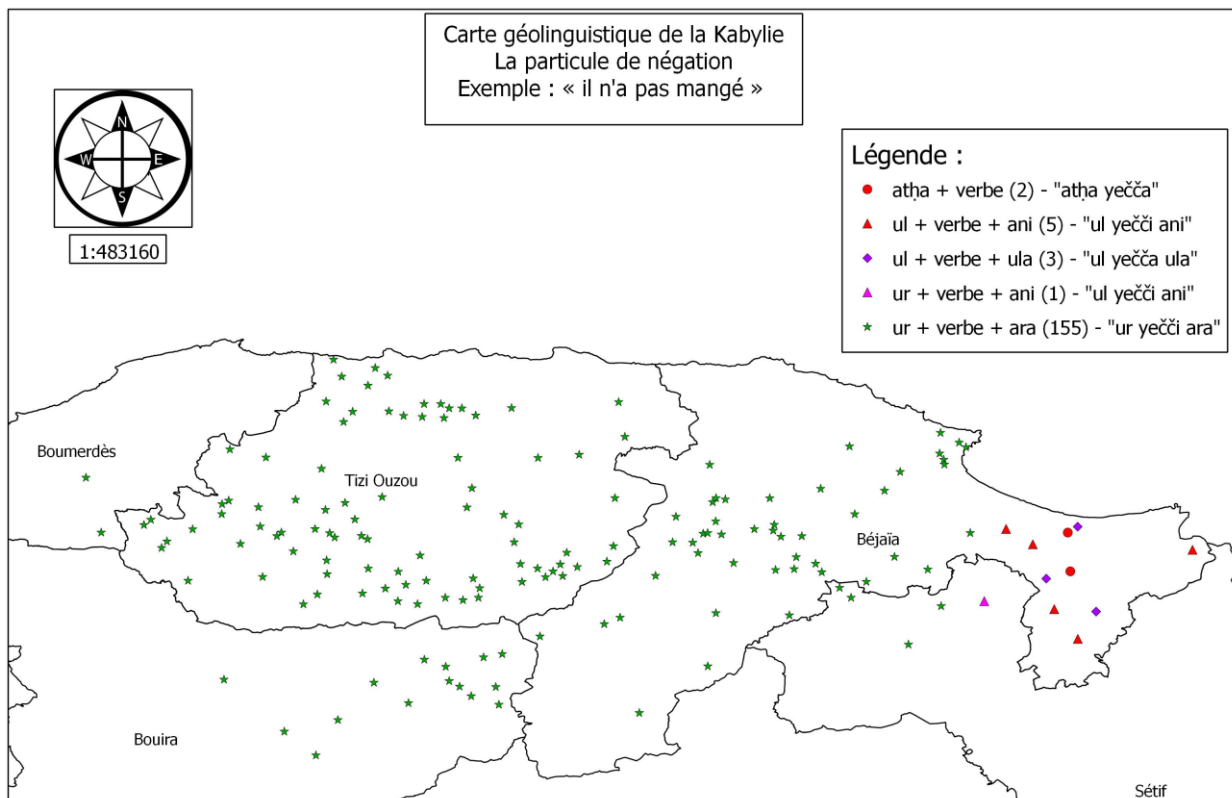 Carte géolinguistique de la Kabylie
La particule de négation
Exemple : « il n'a pas mangé »
N
W
E
S
1:483160
Légende :
atḥa + verbe (2) - "atḥa yečča"
ul + verbe + ani (5) - "ul yečči ani"
ul + verbe + ula (3) - "ul yečča ula"
ur + verbe + ani (1) - "ul yečči ani"
ur + verbe + ara (155) - "ur yečči ara"
Boumerdès
Tizi Ouzou
Béjaïa
Bouira
Sétif